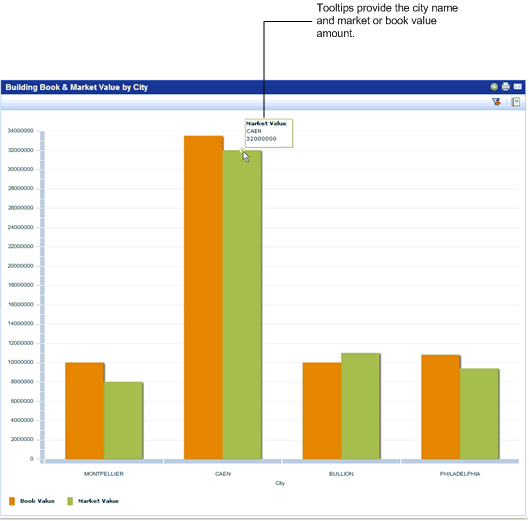 Tooltips provide the city name
and market or book value
amount.
Building Book & Market Value by City
Market Value
CAEN
32000000
34000000
32000000
30000000
28000000
26000000
24000000
22000000
20000000
18000000
16000000
14000000
12000000
10000000
8000000
6000000
4000000
2000000
0
MONTPELLIER CAEN BULLION PHILADELPHIA
City
Book Value Market Value